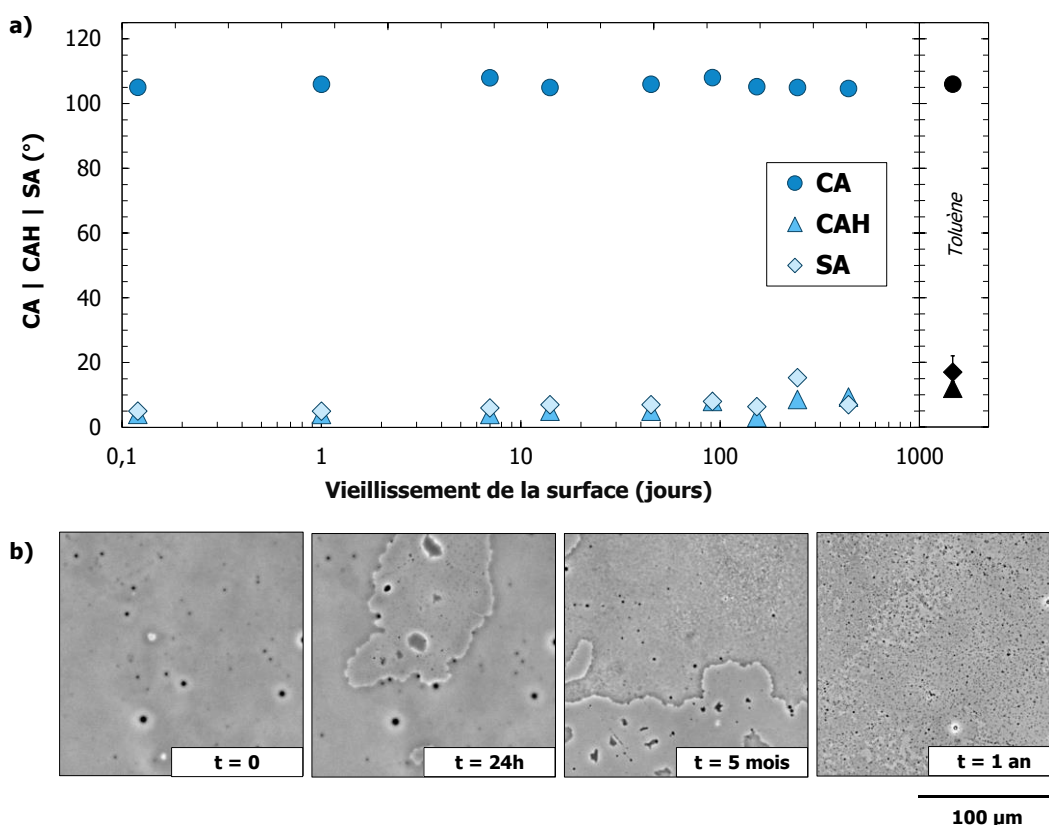 a)
120
100
80
60
40
20
0
CA | CAH | SA (°)
CA
CAH
SA
Toluène
0,1 1 10 100 1000
Vieillissement de la surface (jours)
b)
t = 0 t = 24h t = 5 mois t = 1 an
100 µm